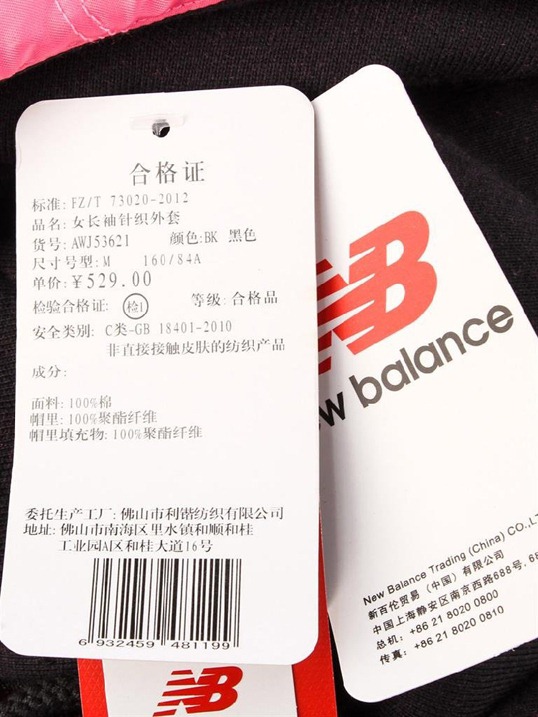 合格证
标准: FZ/T 73020-2012
品名: 女长袖针织外套
货号: AWJ53621 颜色: BK 黑色
尺寸号型: M 160/84A
单价: ¥529.00
检验合格证: 检1 等级: 合格品
安全类别: C类-GB 18401-2010
非直接接触皮肤的纺织产品
成分:
面料: 100%棉
帽里: 100%聚酯纤维
帽里填充物: 100%聚酯纤维
委托生产工厂: 佛山市利锴纺织有限公司
地址: 佛山市南海区里水镇和顺和桂
工业园A区和桂大道16号
6 932459 481199
NB
NB
w balance
New Balance Trading (China) CO.,LT
新百伦贸易（中国）有限公司
中国上海静安区南京西路688号, 68
总机: +86 21 8020 0800
传真: +86 21 8020 0810